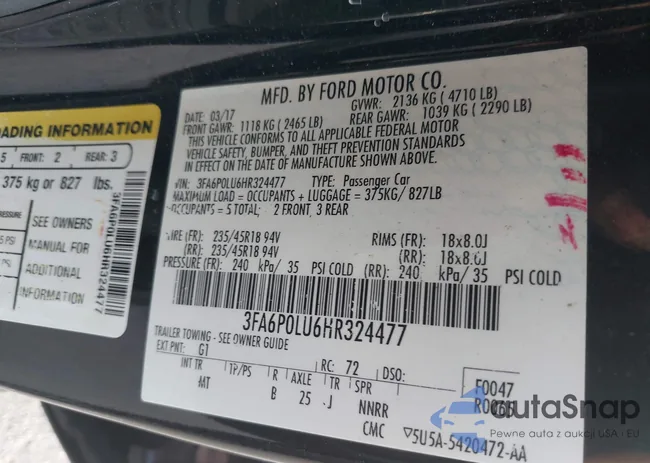 MFD. BY FORD MOTOR CO.
DATE: 03/17 GVWR: 2136 KG ( 4710 LB)
FRONT GAWR: 1118 KG ( 2465 LB) REAR GAWR: 1039 KG ( 2290 LB)
THIS VEHICLE CONFORMS TO ALL APPLICABLE FEDERAL MOTOR
VEHICLE SAFETY, BUMPER, AND THEFT PREVENTION STANDARDS
IN EFFECT ON THE DATE OF MANUFACTURE SHOWN ABOVE.
VIN: 3FA6P0LU6HR324477 TYPE: Passenger Car
MAXIMUM LOAD = OCCUPANTS + LUGGAGE = 375KG/ 827LB
OCCUPANTS = 5 TOTAL; 2 FRONT, 3 REAR
TIRE (FR): 235/45R18 94V RIMS (FR): 18x8.0J
(RR): 235/45R18 94V (RR): 18x8.0J
PRESSURE (FR): 240 kPa/ 35 PSI COLD (RR): 240 kPa/ 35 PSI COLD
3FA6P0LU6HR324477
TRAILER TOWING - SEE OWNER GUIDE
EXT PNT: G1 RC: 72 DSO:
INT TR TP/PS R AXLE TR SPR
MT B 25 J NNRR
F0047
CMC 5U5A-5420472-AA
OADING INFORMATION
5 FRONT: 2 REAR: 3
375 kg or 827 lbs.
SEE OWNERS
MANUAL FOR
ADDITIONAL
INFORMATION
3FA6P0LU6HR324477
autoSnap
Pewne auta z aukcji USA i EU